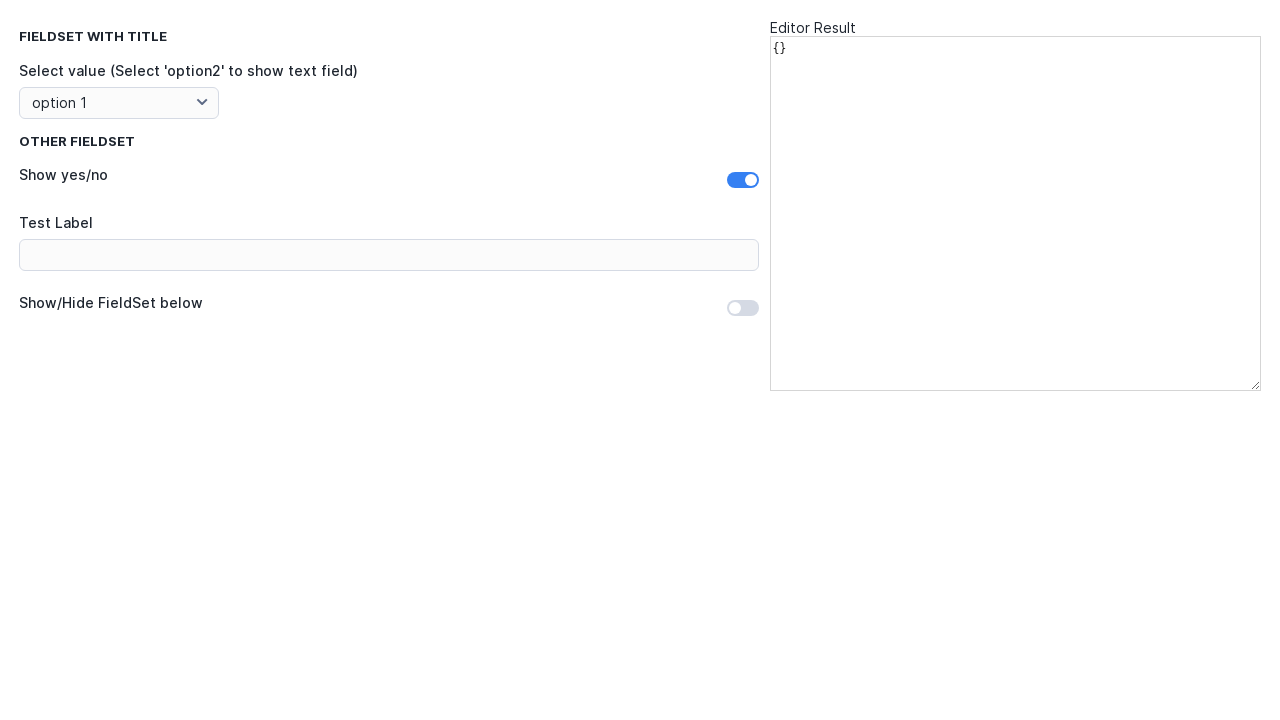 FIELDSET WITH TITLE
Select value (Select 'option2' to show text field)
option 1
OTHER FIELDSET
Show yes/no
Test Label
Show/Hide FieldSet below
Editor Result
{}